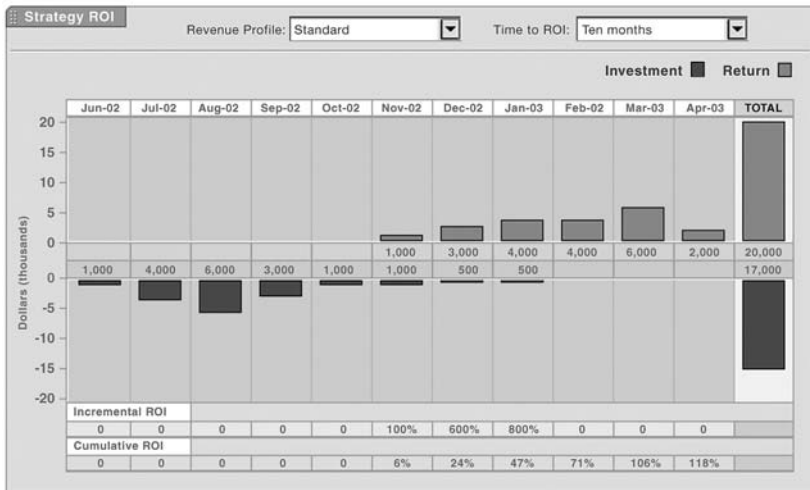 Strategy ROI
Revenue Profile: Standard Time to ROI: Ten months
Investment Return
Jun-02 Jul-02 Aug-02 Sep-02 Oct-02 Nov-02 Dec-02 Jan-03 Feb-02 Mar-03 Apr-03 TOTAL
Dollars (thousands)
20
15
10
5
0
1,000 3,000 4,000 4,000 6,000 2,000 20,000
0 1,000 4,000 6,000 3,000 1,000 1,000 500 500 17,000
-5
-10
-15
-20
Incremental ROI
0 0 0 0 0 100% 600% 800% 0 0 0
Cumulative ROI
0 0 0 0 0 6% 24% 47% 71% 106% 118%